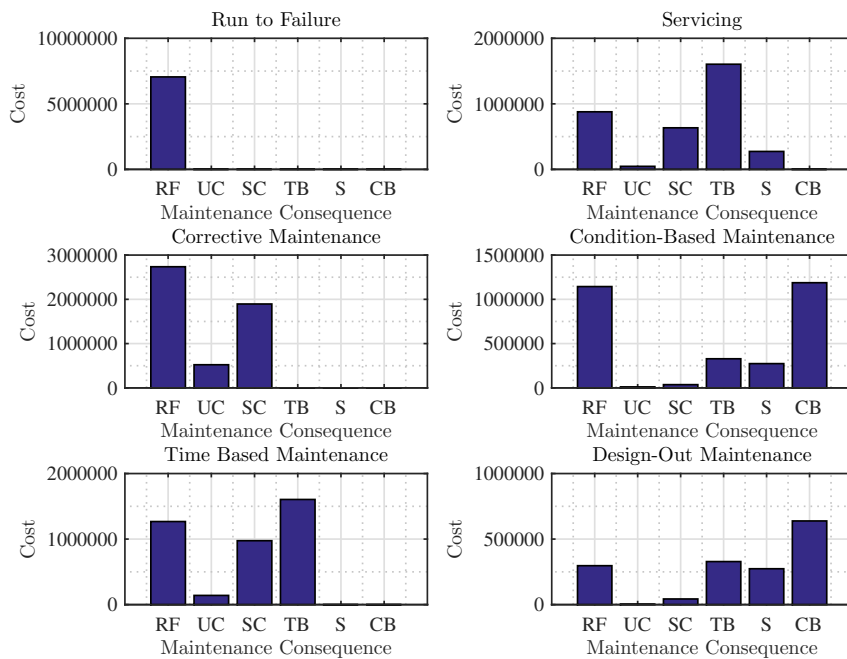 Run to Failure
10000000
5000000
0
Cost
RF UC SC TB S CB
Maintenance Consequence
Servicing
2000000
1000000
0
Cost
RF UC SC TB S CB
Maintenance Consequence
Corrective Maintenance
3000000
2000000
1000000
0
Cost
RF UC SC TB S CB
Maintenance Consequence
Condition-Based Maintenance
1500000
1000000
500000
0
Cost
RF UC SC TB S CB
Maintenance Consequence
Time Based Maintenance
2000000
1000000
0
Cost
RF UC SC TB S CB
Maintenance Consequence
Design-Out Maintenance
1000000
500000
0
Cost
RF UC SC TB S CB
Maintenance Consequence